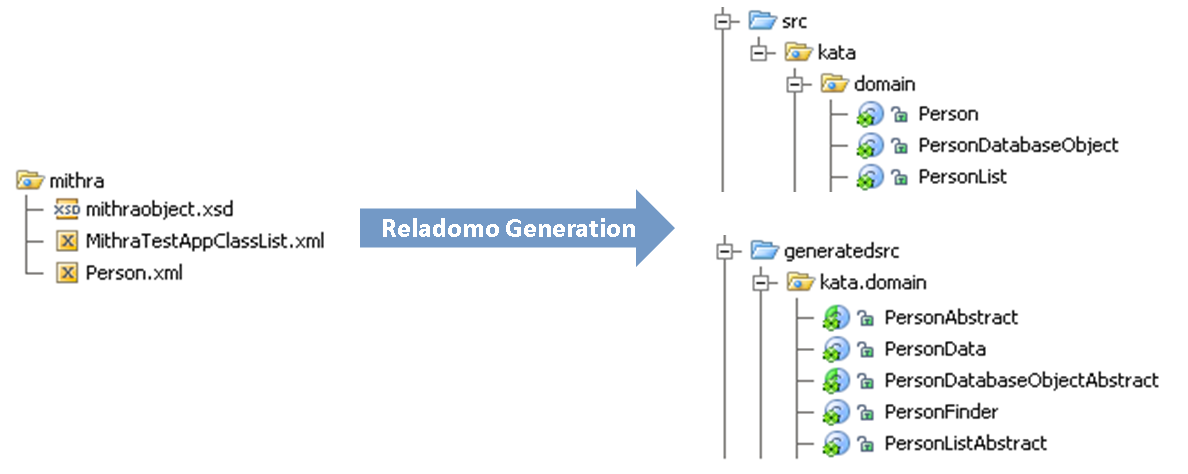 mithra
mithraobject.xsd
MithraTestAppClassList.xml
Person.xml
Reladomo Generation
src
kata
domain
Person
PersonDatabaseObject
PersonList
generatedsrc
kata.domain
PersonAbstract
PersonData
PersonDatabaseObjectAbstract
PersonFinder
PersonListAbstract